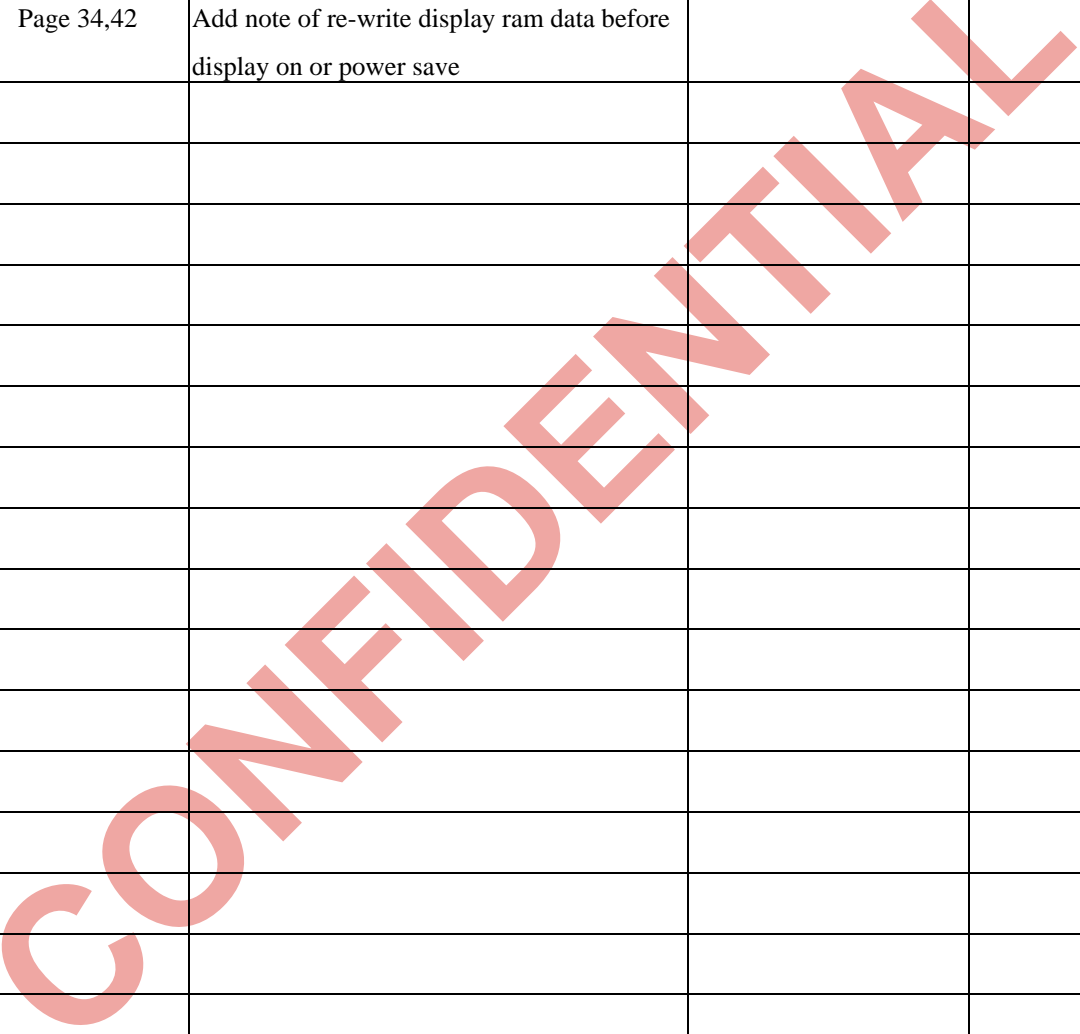 Page 34,42 Add note of re-write display ram data before
display on or power save
CONFIDENTIAL